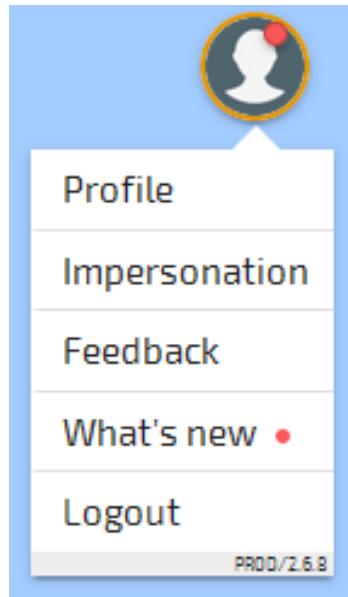 Profile
Impersonation
Feedback
What's new
Logout
PROD/2.6.8